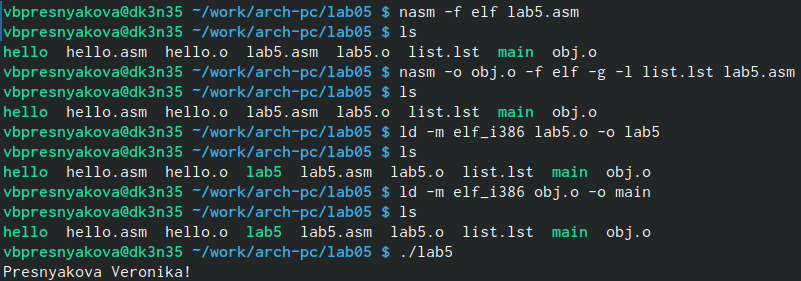 vbpresnyakova@dk3n35 ~/work/arch-pc/lab05 $ nasm -f elf lab5.asm
vbpresnyakova@dk3n35 ~/work/arch-pc/lab05 $ ls
hello  hello.asm  hello.o  lab5.asm  lab5.o  list.lst  main  obj.o
vbpresnyakova@dk3n35 ~/work/arch-pc/lab05 $ nasm -o obj.o -f elf -g -l list.lst lab5.asm
vbpresnyakova@dk3n35 ~/work/arch-pc/lab05 $ ls
hello  hello.asm  hello.o  lab5.asm  lab5.o  list.lst  main  obj.o
vbpresnyakova@dk3n35 ~/work/arch-pc/lab05 $ ld -m elf_i386 lab5.o -o lab5
vbpresnyakova@dk3n35 ~/work/arch-pc/lab05 $ ls
hello  hello.asm  hello.o  lab5  lab5.asm  lab5.o  list.lst  main  obj.o
vbpresnyakova@dk3n35 ~/work/arch-pc/lab05 $ ld -m elf_i386 obj.o -o main
vbpresnyakova@dk3n35 ~/work/arch-pc/lab05 $ ls
hello  hello.asm  hello.o  lab5  lab5.asm  lab5.o  list.lst  main  obj.o
vbpresnyakova@dk3n35 ~/work/arch-pc/lab05 $ ./lab5
Presnyakova Veronika!